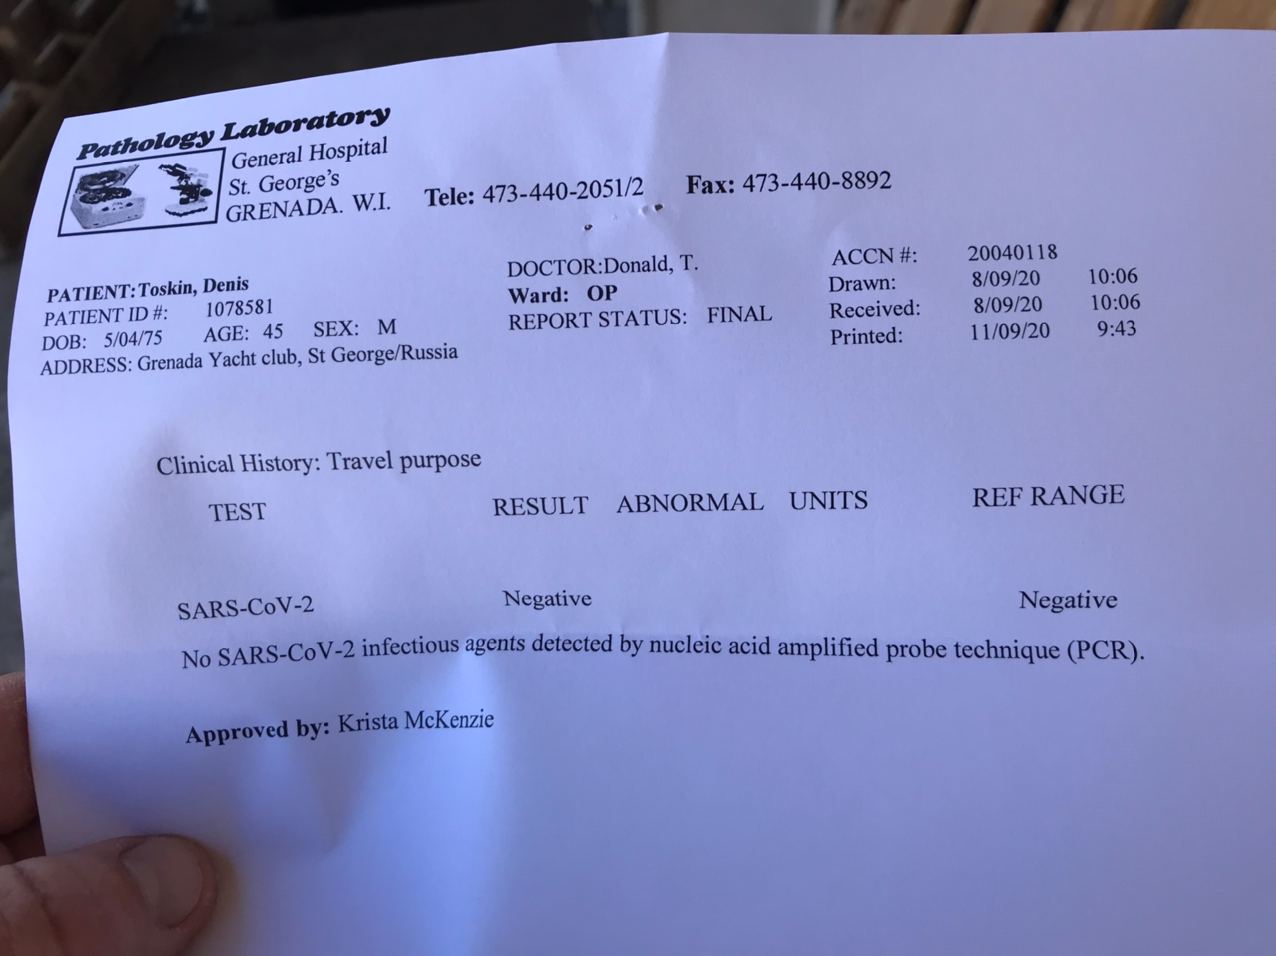 Pathology Laboratory
General Hospital
St. George's
GRENADA. W.I.
Tele: 473-440-2051/2 Fax: 473-440-8892
PATIENT:Toskin, Denis
PATIENT ID #: 1078581
DOB: 5/04/75 AGE: 45 SEX: M
ADDRESS: Grenada Yacht club, St George/Russia
DOCTOR:Donald, T.
Ward: OP
REPORT STATUS: FINAL
ACCN #: 20040118
Drawn: 8/09/20 10:06
Received: 8/09/20 10:06
Printed: 11/09/20 9:43
Clinical History: Travel purpose
TEST RESULT ABNORMAL UNITS REF RANGE
SARS-CoV-2 Negative Negative
No SARS-CoV-2 infectious agents detected by nucleic acid amplified probe technique (PCR).
Approved by: Krista McKenzie